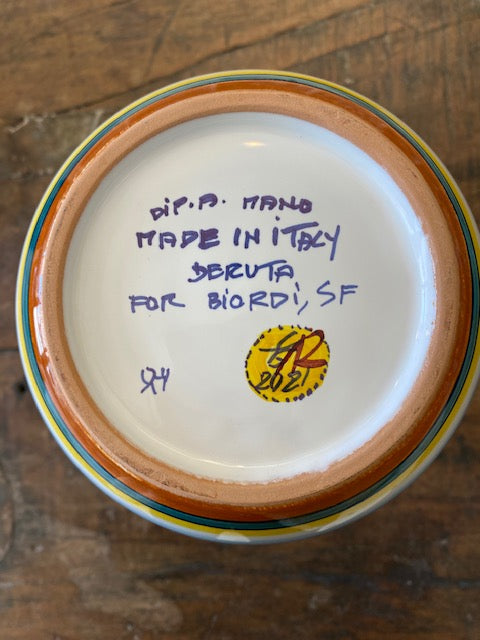 DIP. A. MANO
MADE IN ITALY
DERUTA
FOR BIORDI, SF
2021